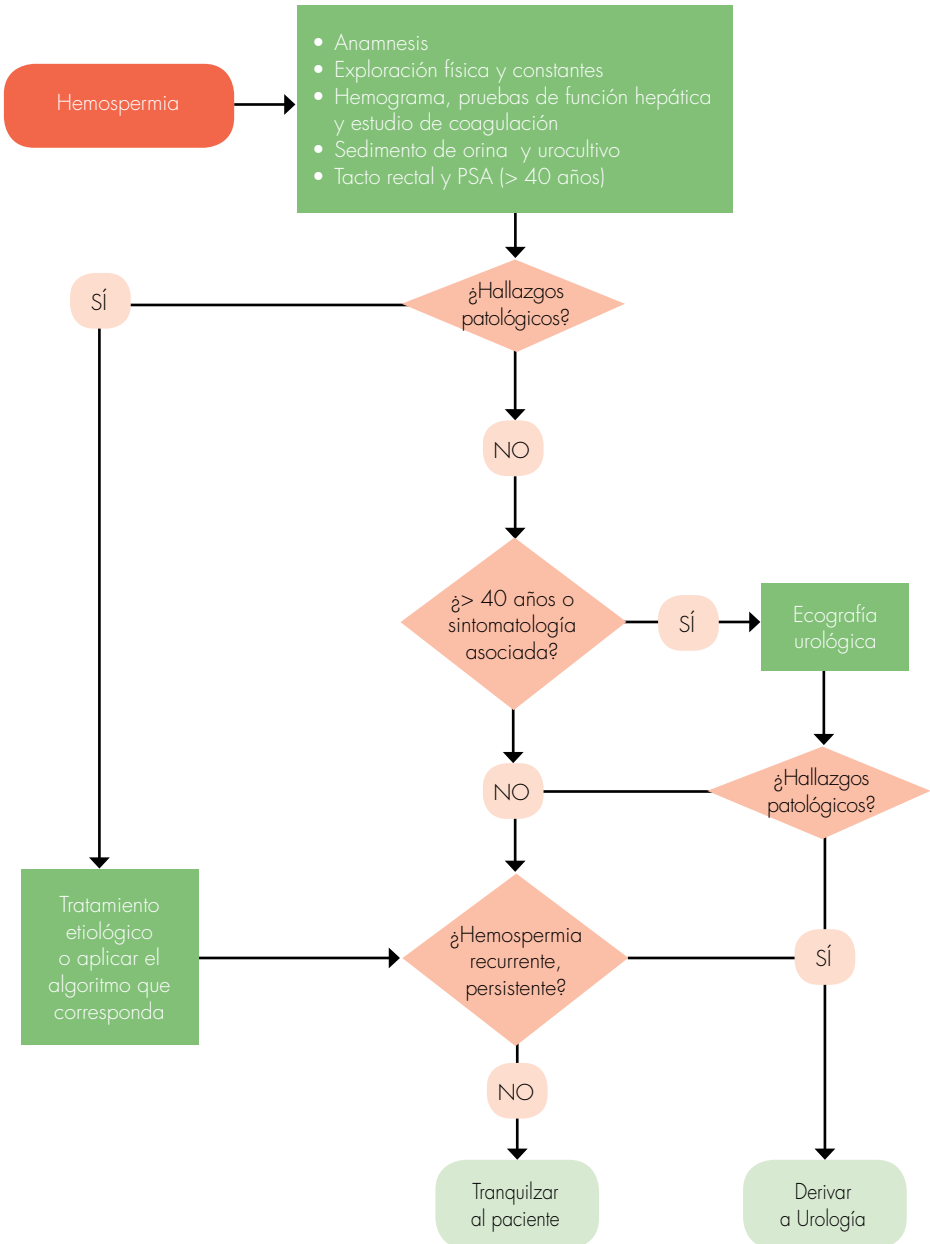 Hemospermia
• Anamnesis
• Exploración física y constantes
• Hemograma, pruebas de función hepática
y estudio de coagulación
• Sedimento de orina y urocultivo
• Tacto rectal y PSA (> 40 años)
SÍ
¿Hallazgos
patológicos?
NO
¿> 40 años o
sintomatología
asociada?
SÍ
Ecografía
urológica
NO
¿Hallazgos
patológicos?
Tratamiento
etiológico
o aplicar el
algoritmo que
corresponda
¿Hemospermia
recurrente,
persistente?
SÍ
NO
Tranquilzar
al paciente
Derivar
a Urología